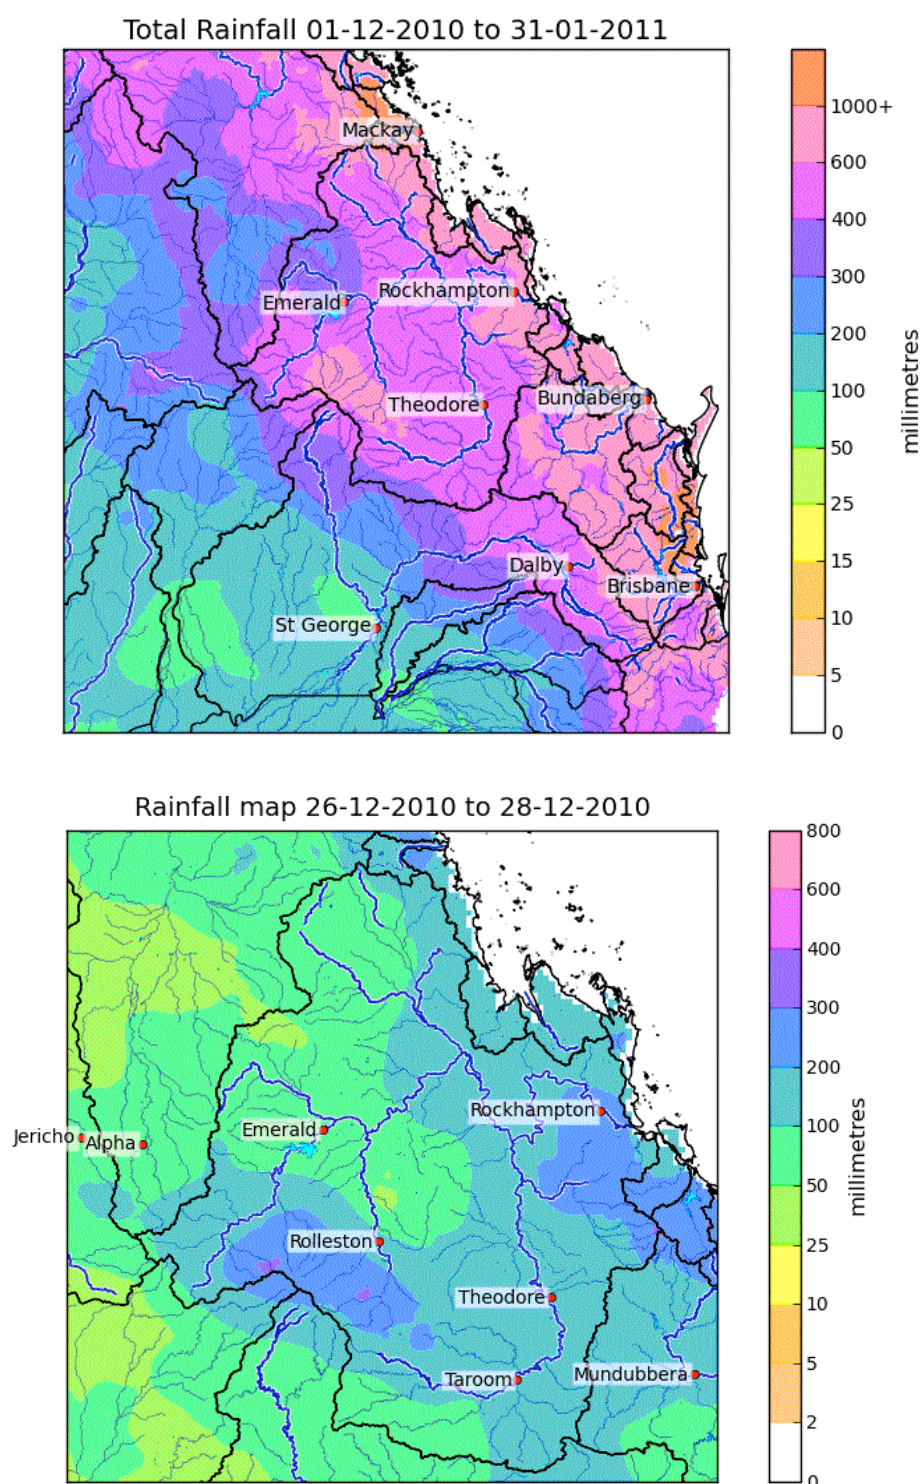 Total Rainfall 01-12-2010 to 31-01-2011
1000+
Mackay
600
400
300
Rockhampton
Emerald
200
100
Bundaberg
Theodore
millimetres
50
25
15
Dalby
Brisbane
10
St George
5
0
Rainfall map 26-12-2010 to 28-12-2010
800
600
400
300
200
Rockhampton
100
Emerald
Jericho
Alpha
millimetres
50
Rolleston
25
Theodore
10
5
Taroom
Mundubbera
2
0